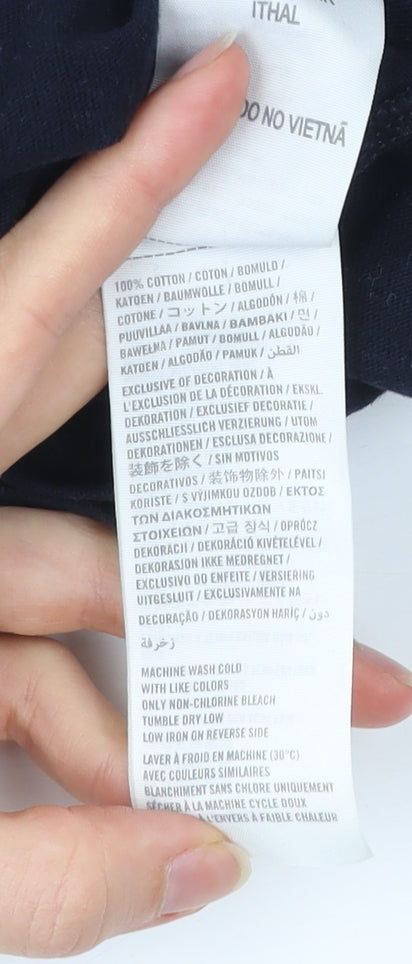 ITHAL
DO NO VIETNÃ
100% COTTON / COTON / BOMULD /
KATOEN / BAUMWOLLE / BOMULL /
COTONE / コットン / ALGODÓN / 棉 /
PUUVILLAA / BAVLNA / ΒΑΜΒΑΚΙ / 면 /
BAWEŁNA / PAMUT / BOMULL / ALGODÃO /
KATOEN / ALGODÃO / PAMUK / القطن
EXCLUSIVE OF DECORATION / À
L'EXCLUSION DE LA DÉCORATION / EKSKL.
DEKORATION / EXCLUSIEF DECORATIE /
AUSSCHLIESSLICH VERZIERUNG / UTOM
DEKORATIONEN / ESCLUSA DECORAZIONE /
装飾を除く / SIN MOTIVOS
DECORATIVOS / 装饰物除外 / PAITSI
KORISTE / S VÝJIMKOU OZDOB / ΕΚΤΟΣ
ΤΩΝ ΔΙΑΚΟΣΜΗΤΙΚΩΝ
ΣΤΟΙΧΕΙΩΝ / 고급 장식 / OPRÓCZ
DEKORACJI / DEKORÁCIÓ KIVÉTELÉVEL /
DEKORASJON IKKE MEDREGNET /
EXCLUSIVO DO ENFEITE / VERSIERING
UITGESLUIT / EXCLUSIVAMENTE NA
DECORAÇÃO / DEKORASYON HARİÇ / دون
زخرفة
MACHINE WASH COLD
WITH LIKE COLORS
ONLY NON-CHLORINE BLEACH
TUMBLE DRY LOW
LOW IRON ON REVERSE SIDE
LAVER À FROID EN MACHINE (30°C)
AVEC COULEURS SIMILAIRES
BLANCHIMENT SANS CHLORE UNIQUEMENT
SÉCHER À LA MACHINE CYCLE DOUX
À L'ENVERS À FAIBLE CHALEUR